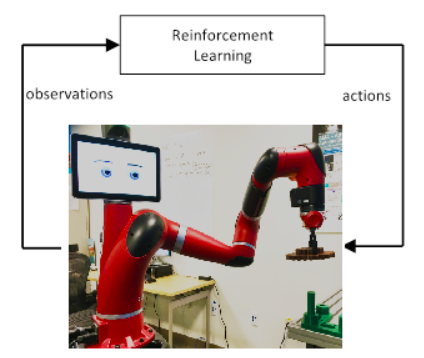 Reinforcement
Learning
observations
actions